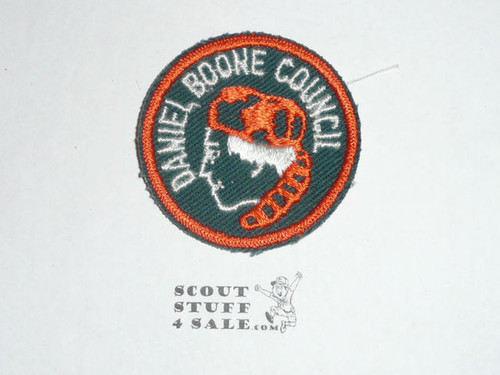 DANIEL BOONE COUNCIL
SCOUT
STUFF
4 SALE.COM